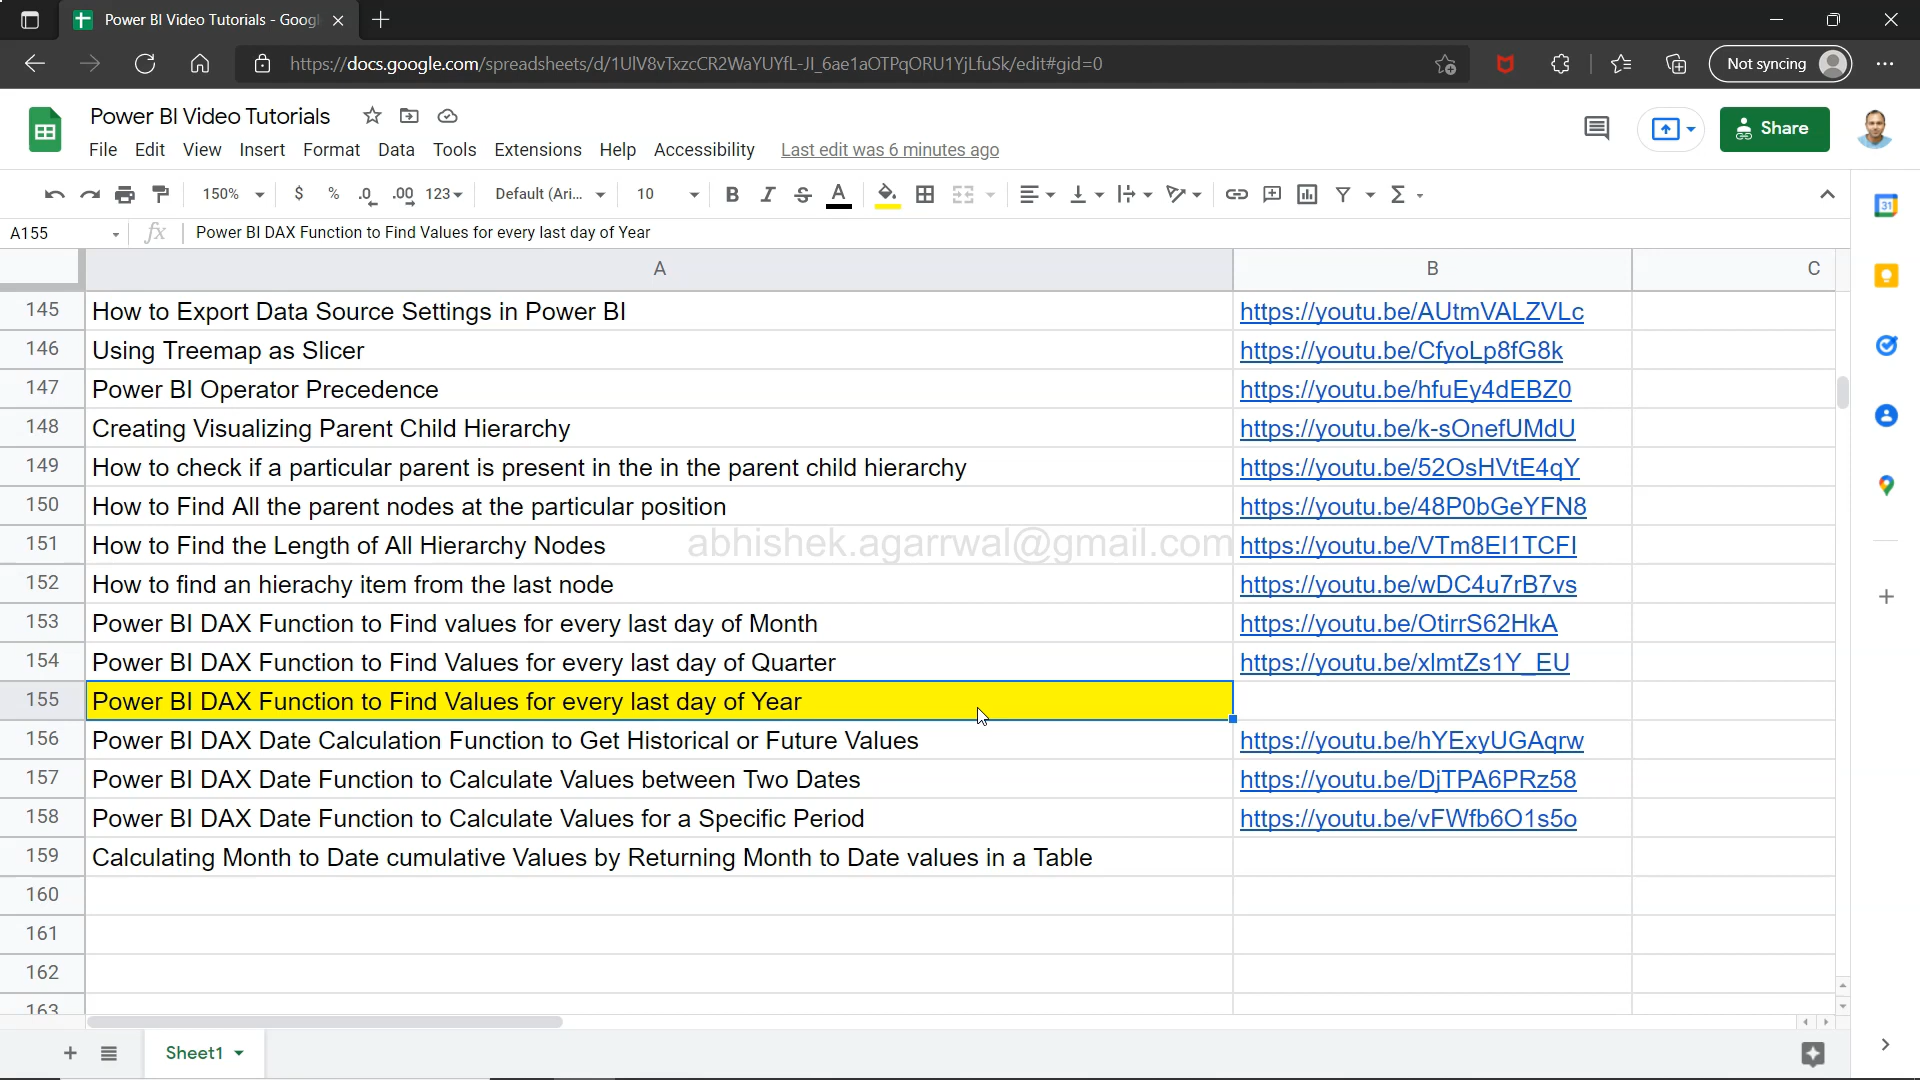 Power BI Video Tutorials - Goog
Not syncing
https://docs.google.com/spreadsheets/d/1UlV8vTxzcCR2WaYUYfL-JI_6ae1aOTPqORU1YjLfuSk/edit#gid=0
Power BI Video Tutorials
File Edit View Insert Format Data Tools Extensions Help Accessibility Last edit was 6 minutes ago
Share
150% $ % .0 .00 123 Default (Ari... 10 B I S A Σ
31
A155 fx Power BI DAX Function to Find Values for every last day of Year
A B C
145 How to Export Data Source Settings in Power BI https://youtu.be/AUtmVALZVLc
146 Using Treemap as Slicer https://youtu.be/CfyoLp8fG8k
147 Power BI Operator Precedence https://youtu.be/hfuEy4dEBZ0
148 Creating Visualizing Parent Child Hierarchy https://youtu.be/k-sOnefUMdU
149 How to check if a particular parent is present in the in the parent child hierarchy https://youtu.be/52OsHVtE4qY
150 How to Find All the parent nodes at the particular position https://youtu.be/48P0bGeYFN8
abhishek.agarrwal@gmail.com
151 How to Find the Length of All Hierarchy Nodes https://youtu.be/VTm8EI1TCFI
152 How to find an hierachy item from the last node https://youtu.be/wDC4u7rB7vs
153 Power BI DAX Function to Find values for every last day of Month https://youtu.be/OtirrS62HkA
154 Power BI DAX Function to Find Values for every last day of Quarter https://youtu.be/xlmtZs1Y_EU
155 Power BI DAX Function to Find Values for every last day of Year
156 Power BI DAX Date Calculation Function to Get Historical or Future Values https://youtu.be/hYExyUGAqrw
157 Power BI DAX Date Function to Calculate Values between Two Dates https://youtu.be/DjTPA6PRz58
158 Power BI DAX Date Function to Calculate Values for a Specific Period https://youtu.be/vFWfb6O1s5o
159 Calculating Month to Date cumulative Values by Returning Month to Date values in a Table
160
161
162
163
Sheet1